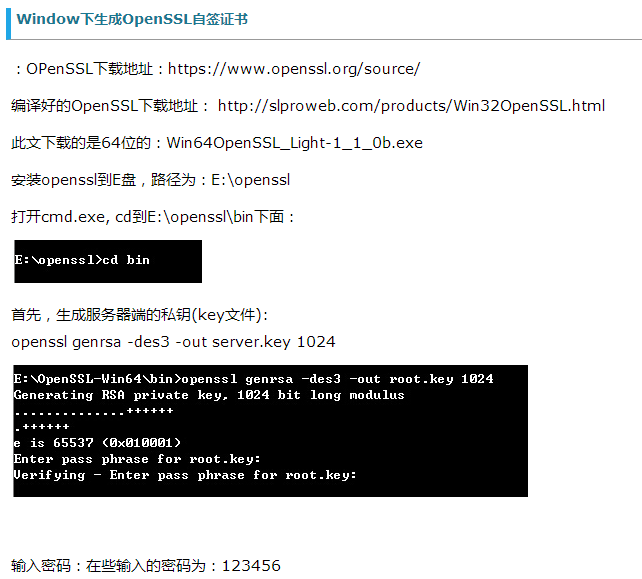 Window下生成OpenSSL自签证书
：OPenSSL下载地址：https://www.openssl.org/source/
编译好的OpenSSL下载地址： http://slproweb.com/products/Win32OpenSSL.html
此文下载的是64位的：Win64OpenSSL_Light-1_1_0b.exe
安装openssl到E盘，路径为：E:\openssl
打开cmd.exe, cd到E:\openssl\bin下面：
E:\openssl>cd bin
首先，生成服务器端的私钥(key文件):
openssl genrsa -des3 -out server.key 1024
E:\OpenSSL-Win64\bin>openssl genrsa -des3 -out root.key 1024
Generating RSA private key, 1024 bit long modulus
..............++++++
.++++++
e is 65537 (0x010001)
Enter pass phrase for root.key:
Verifying - Enter pass phrase for root.key:
输入密码：在些输入的密码为：123456